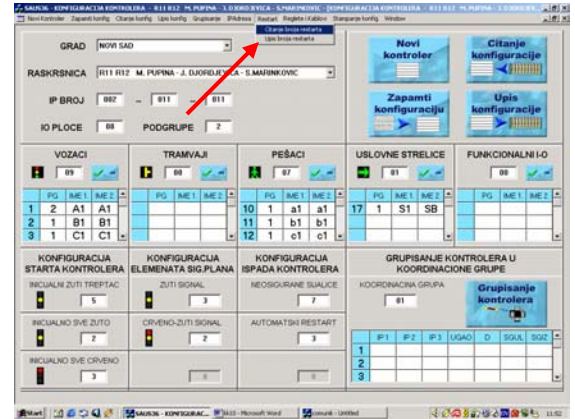 SAUS36 - KONFIGURACIJA KONTROLERA - R11 R12 M. PUPINA - J.DJORDJEVICA - S.MARINKOVIC
Novi Kontroler Zapamti konfig Citanje konfig Upis konfig Grupisanje IPAdresa Restart Reglete i Kablovi Stampanje konfig Window
Citanje broja restarta
Upis broja restarta
GRAD NOVI SAD
RASKRSNICA R11 R12 M. PUPINA - J. DJORDJEVICA - S.MARINKOVIC
IP BROJ 002 - 011 - 011
IO PLOCE 08 PODGRUPE 2
Novi kontroler
Citanje konfiguracije
Zapamti konfiguraciju
Upis konfiguracije
VOZACI TRAMVAJI PEŠACI USLOVNE STRELICE FUNKCIONALNI I-O
09 00 07 01 00
PG IME 1 IME 2 PG IME 1 IME 2 PG IME 1 IME 2 PG IME 1 IME 2 PG IME 1 IME 2
1 2 A1 A1 10 1 a1 a1 17 1 S1 SB
2 1 B1 B1 11 1 b1 b1
3 1 C1 C1 12 1 c1 c1
KONFIGURACIJA STARTA KONTROLERA
KONFIGURACIJA ELEMENATA SIG.PLANA
KONFIGURACIJA ISPADA KONTROLERA
GRUPISANJE KONTROLERA U KOORDINACIONE GRUPE
INICIJALNI ZUTI TREPTAC ZUTI SIGNAL NEOSIGURANE SIJALICE KOORDINACIONA GRUPA
5 3 7 01
Grupisanje kontrolera
INICIJALNO SVE ZUTO CRVENO-ZUTI SIGNAL AUTOMATSKI RESTART
2 2 3
IP1 IP2 IP3 UGAO D SGUL SGIZ
1
2
3
INICIJALNO SVE CRVENO
3
Start SAUS36 - KONFIGURAC... Microsoft Word 11:52